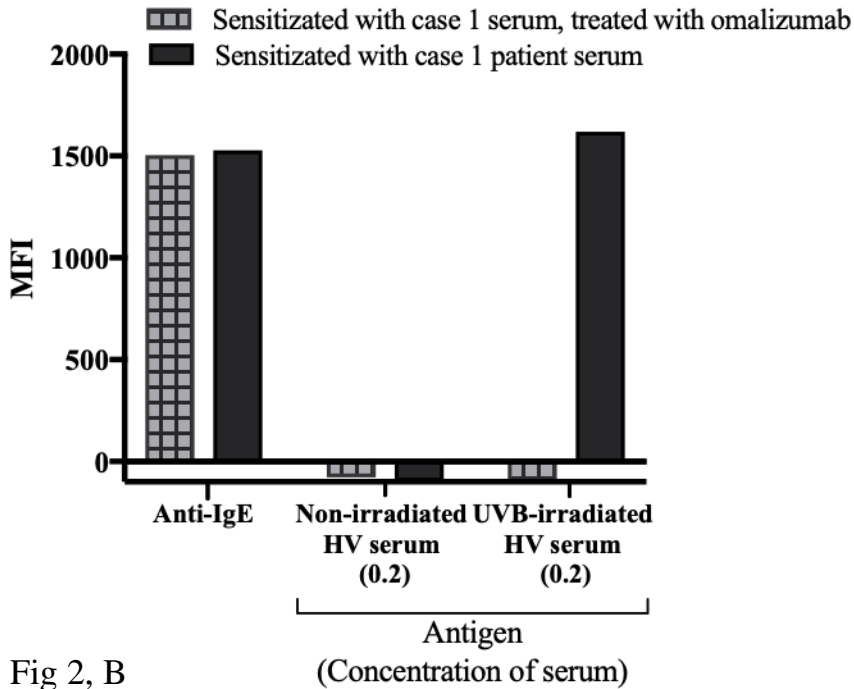 Sensitizated with case 1 serum, treated with omalizumab
Sensitizated with case 1 patient serum
2000
1500
1000
500
0
MFI
Anti-IgE
Non-irradiated
HV serum
(0.2)
UVB-irradiated
HV serum
(0.2)
Antigen
(Concentration of serum)
Fig 2, B